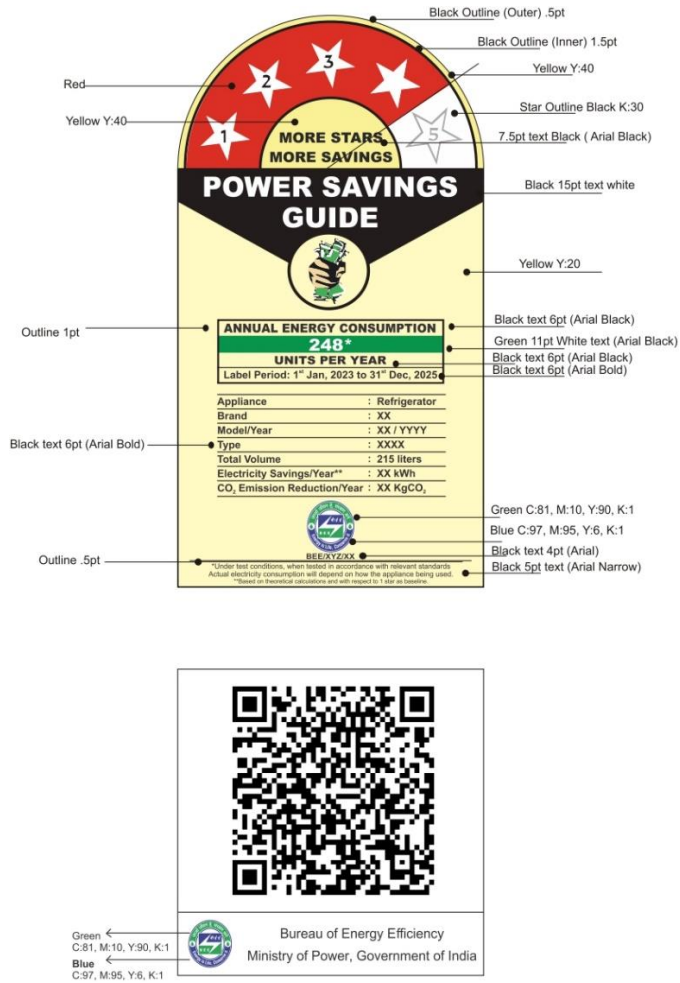 Black Outline (Outer) .5pt
Black Outline (Inner) 1.5pt
Yellow Y:40
Red
Star Outline Black K:30
Yellow Y:40
7.5pt text Black ( Arial Black)
1
2
3
5
MORE STARS
MORE SAVINGS
POWER SAVINGS
GUIDE
Black 15pt text white
Yellow Y:20
Outline 1pt
ANNUAL ENERGY CONSUMPTION
248*
UNITS PER YEAR
Label Period: 1st Jan, 2023 to 31st Dec, 2025
Black text 6pt (Arial Black)
Green 11pt White text (Arial Black)
Black text 6pt (Arial Black)
Black text 6pt (Arial Bold)
Appliance : Refrigerator
Brand : XX
Model/Year : XX / YYYY
Type : XXXX
Total Volume : 215 liters
Electricity Savings/Year** : XX kWh
CO2 Emission Reduction/Year : XX KgCO2
Black text 6pt (Arial Bold)
Green C:81, M:10, Y:90, K:1
Blue C:97, M:95, Y:6, K:1
BEE/XYZ/XX
Black text 4pt (Arial)
Outline .5pt
*Under test conditions, when tested in accordance with relevant standards
Actual electricity consumption will depend on how the appliance being used.
**Based on theoretical calculations and with respect to 1 star as baseline.
Black 5pt text (Arial Narrow)
Green
C:81, M:10, Y:90, K:1
Blue
C:97, M:95, Y:6, K:1
Bureau of Energy Efficiency
Ministry of Power, Government of India